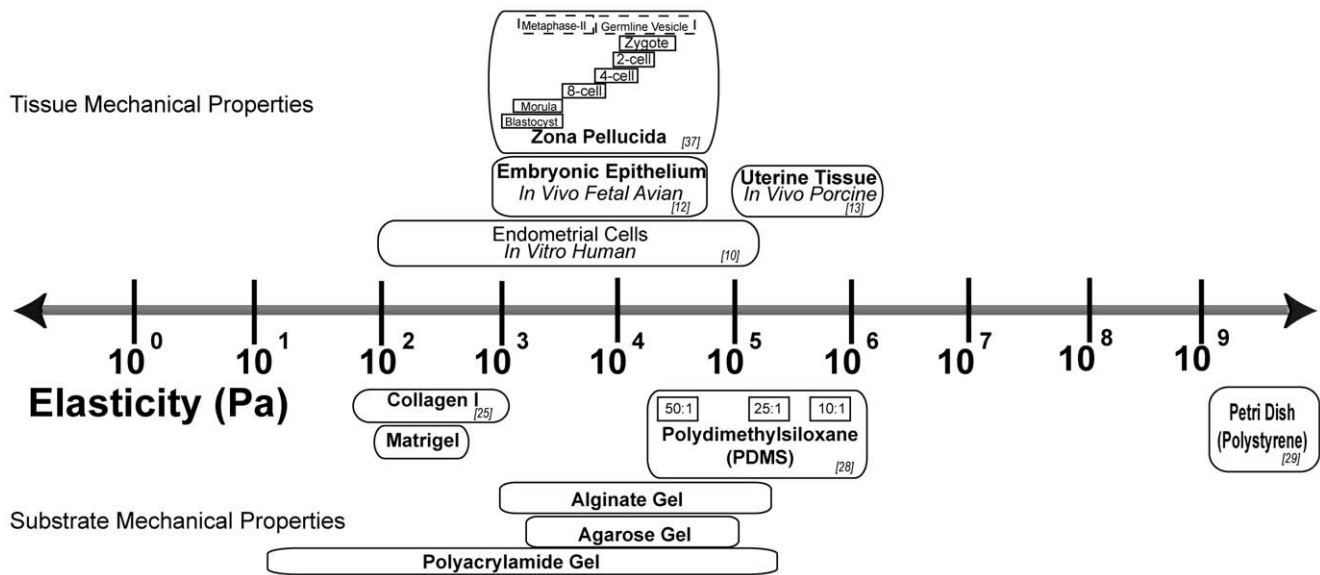 Metaphase-II Germline Vesicle
Zygote
2-cell
4-cell
8-cell
Morula
Blastocyst
Zona Pellucida [37]
Tissue Mechanical Properties
Embryonic Epithelium
In Vivo Fetal Avian
[12]
Uterine Tissue
In Vivo Porcine
[13]
Endometrial Cells
In Vitro Human
[10]
10^0 10^1 10^2 10^3 10^4 10^5 10^6 10^7 10^8 10^9
Elasticity (Pa)
Collagen I
[25]
Matrigel
50:1 25:1 10:1
Polydimethylsiloxane
(PDMS)
[28]
Petri Dish
(Polystyrene)
[29]
Substrate Mechanical Properties
Alginate Gel
Agarose Gel
Polyacrylamide Gel